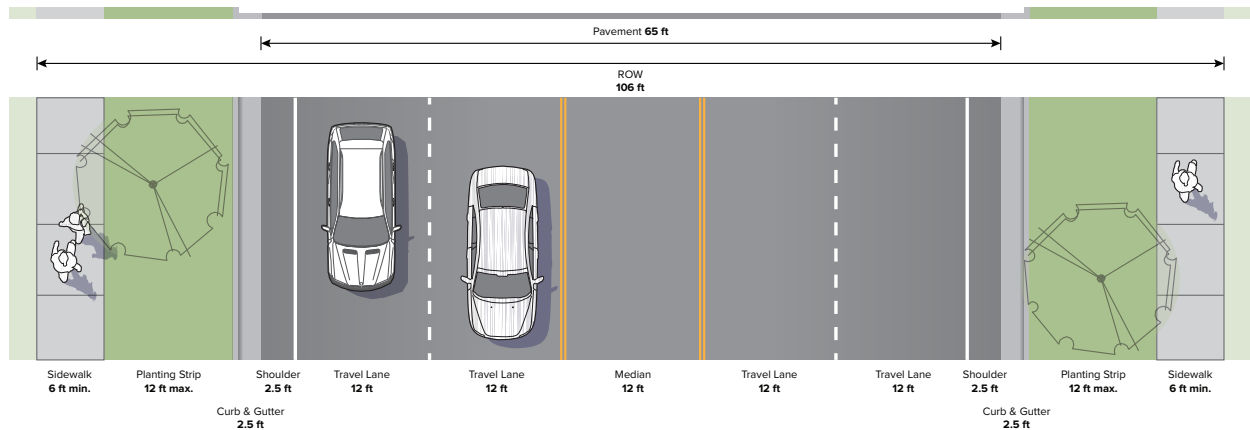 Pavement 65 ft
ROW
106 ft
Sidewalk
6 ft min.
Planting Strip
12 ft max.
Curb & Gutter
2.5 ft
Shoulder
2.5 ft
Travel Lane
12 ft
Travel Lane
12 ft
Median
12 ft
Travel Lane
12 ft
Travel Lane
12 ft
Shoulder
2.5 ft
Curb & Gutter
2.5 ft
Planting Strip
12 ft max.
Sidewalk
6 ft min.